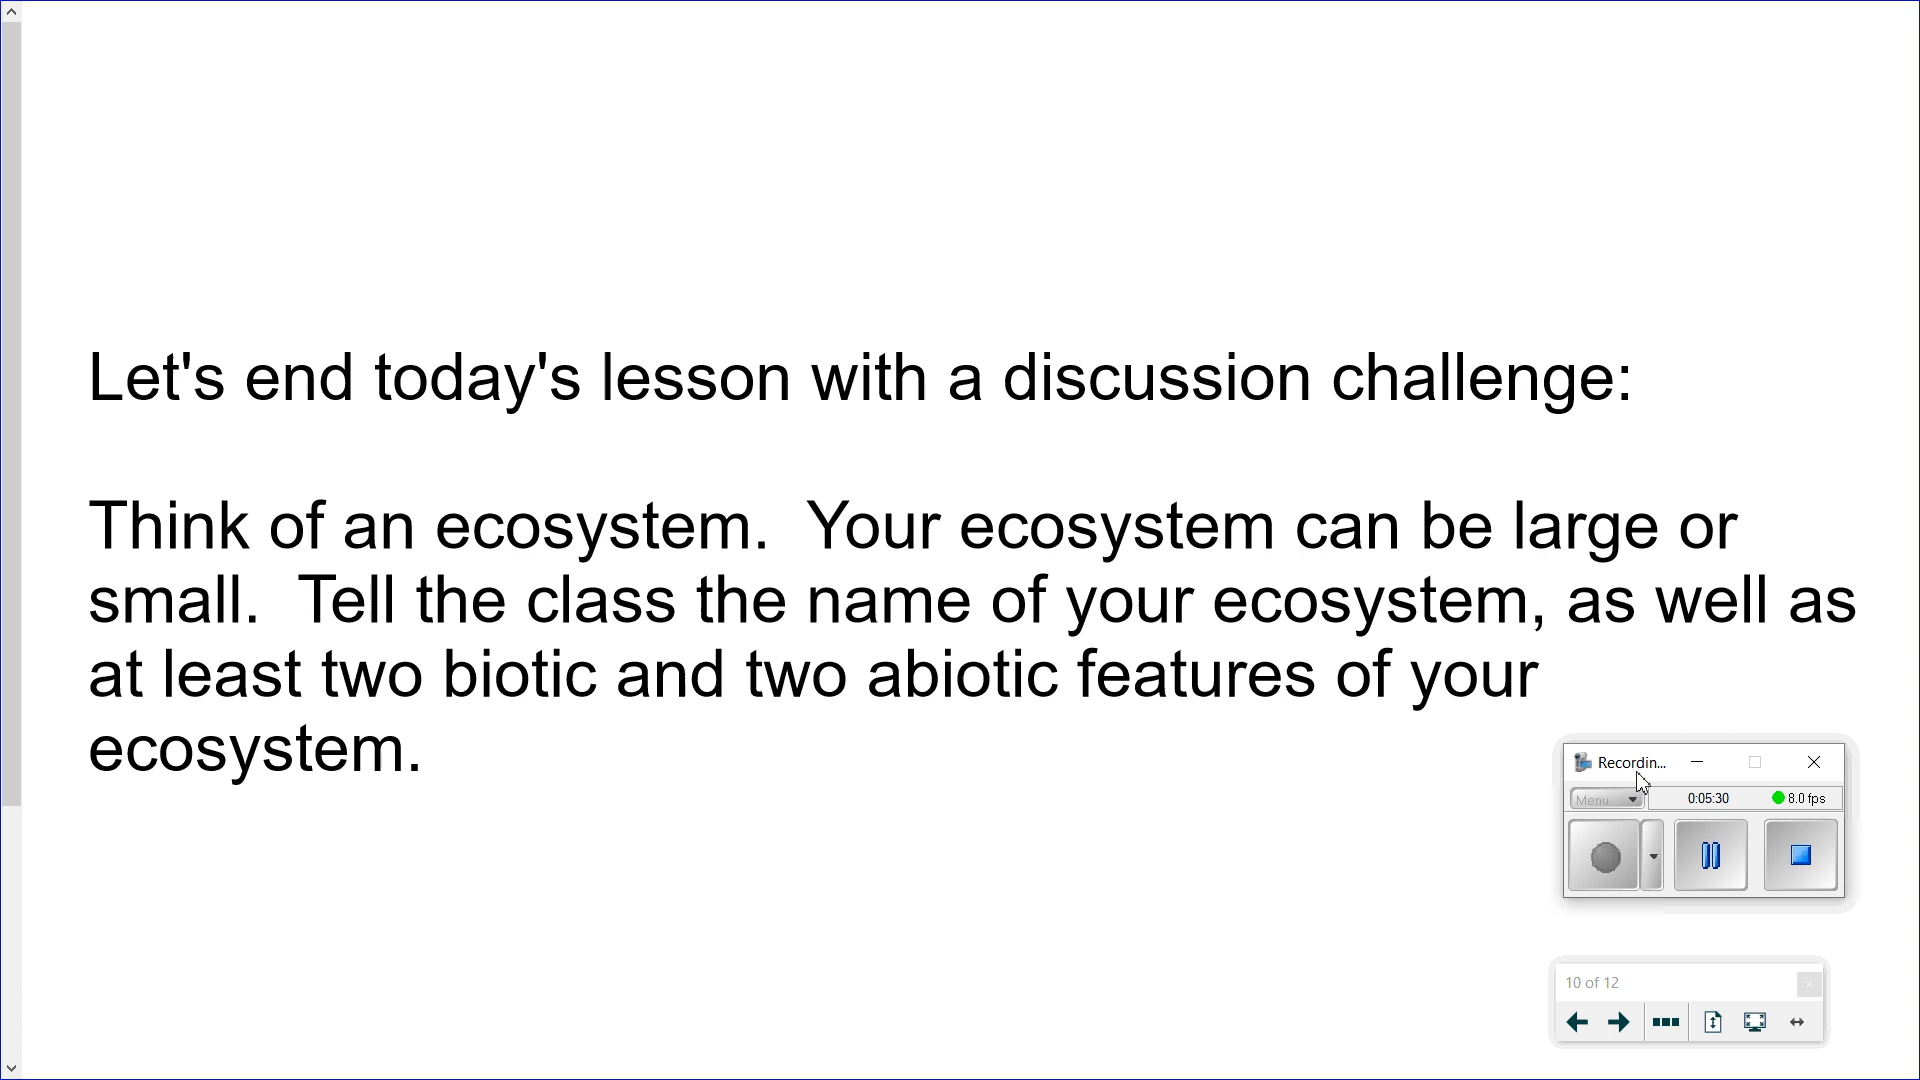 Let's end today's lesson with a discussion challenge:
Think of an ecosystem.  Your ecosystem can be large or
small.  Tell the class the name of your ecosystem, as well as
at least two biotic and two abiotic features of your
ecosystem.
Recordin...
Menu
0:05:30
8.0 fps
10 of 12